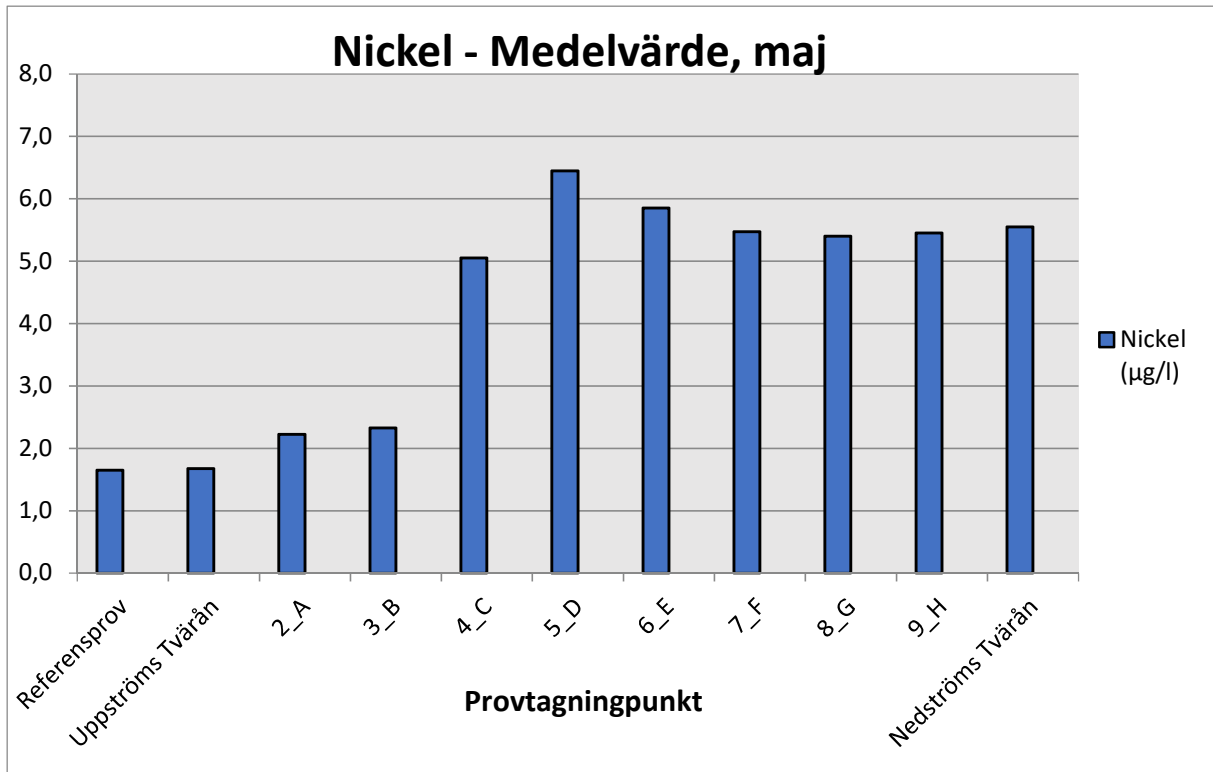 Nickel - Medelvärde, maj
8,0
7,0
6,0
5,0
4,0
3,0
2,0
1,0
0,0
Referensprov
Uppströms Tvärån
2_A
3_B
4_C
5_D
6_E
7_F
8_G
9_H
Nedströms Tvärån
Provtagningpunkt
Nickel
(µg/l)